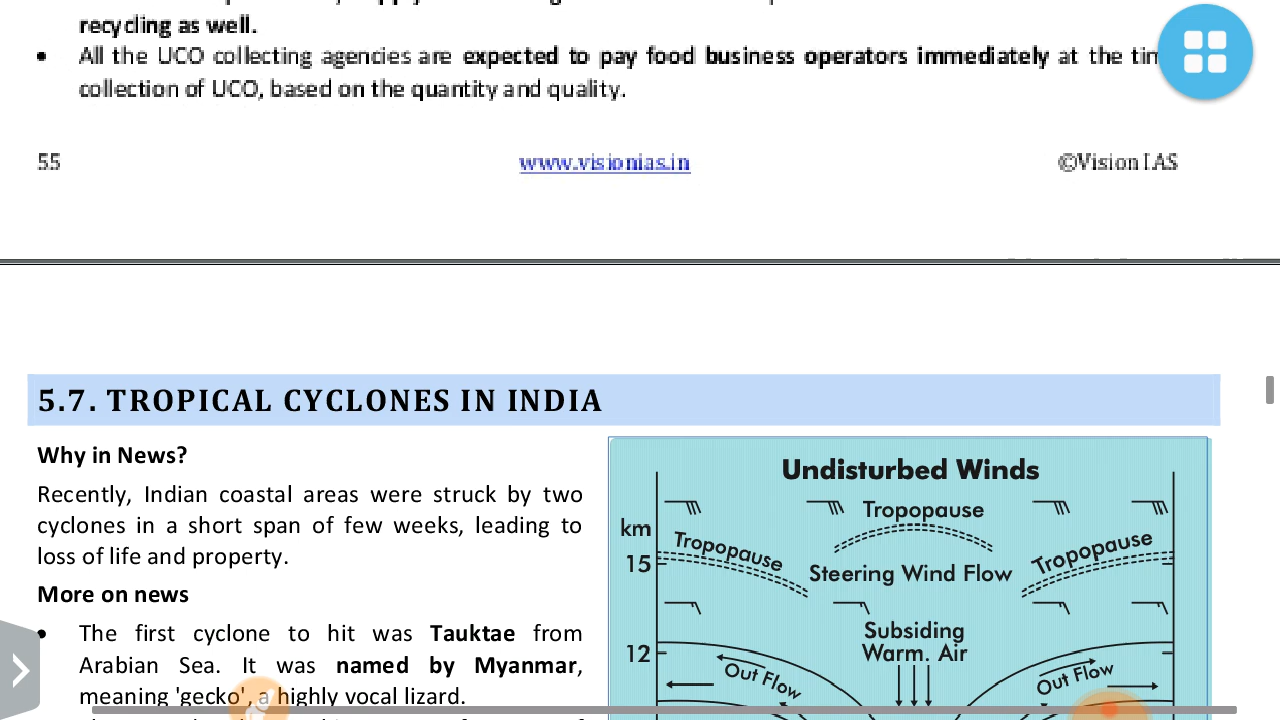 recycling as well.
• All the UCO collecting agencies are expected to pay food business operators immediately at the
collection of UCO, based on the quantity and quality.
55 www.visionias.in ©Vision IAS
5.7. TROPICAL CYCLONES IN INDIA
Why in News?
Recently, Indian coastal areas were struck by two
cyclones in a short span of few weeks, leading to
loss of life and property.
More on news
• The first cyclone to hit was Tauktae from
Arabian Sea. It was named by Myanmar,
meaning 'gecko', a highly vocal lizard.
Undisturbed Winds
Tropopause
km
Tropopause
Tropopause
15
Steering Wind Flow
Subsiding
Warm. Air
12
Out Flow
Out Flow